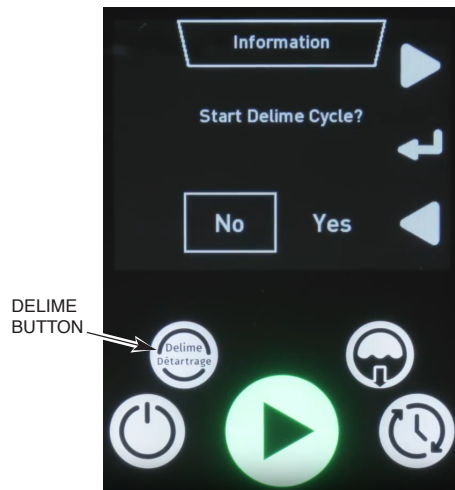 Information
Start Delime Cycle?
No Yes
DELIME
BUTTON
Delime
Détartrage